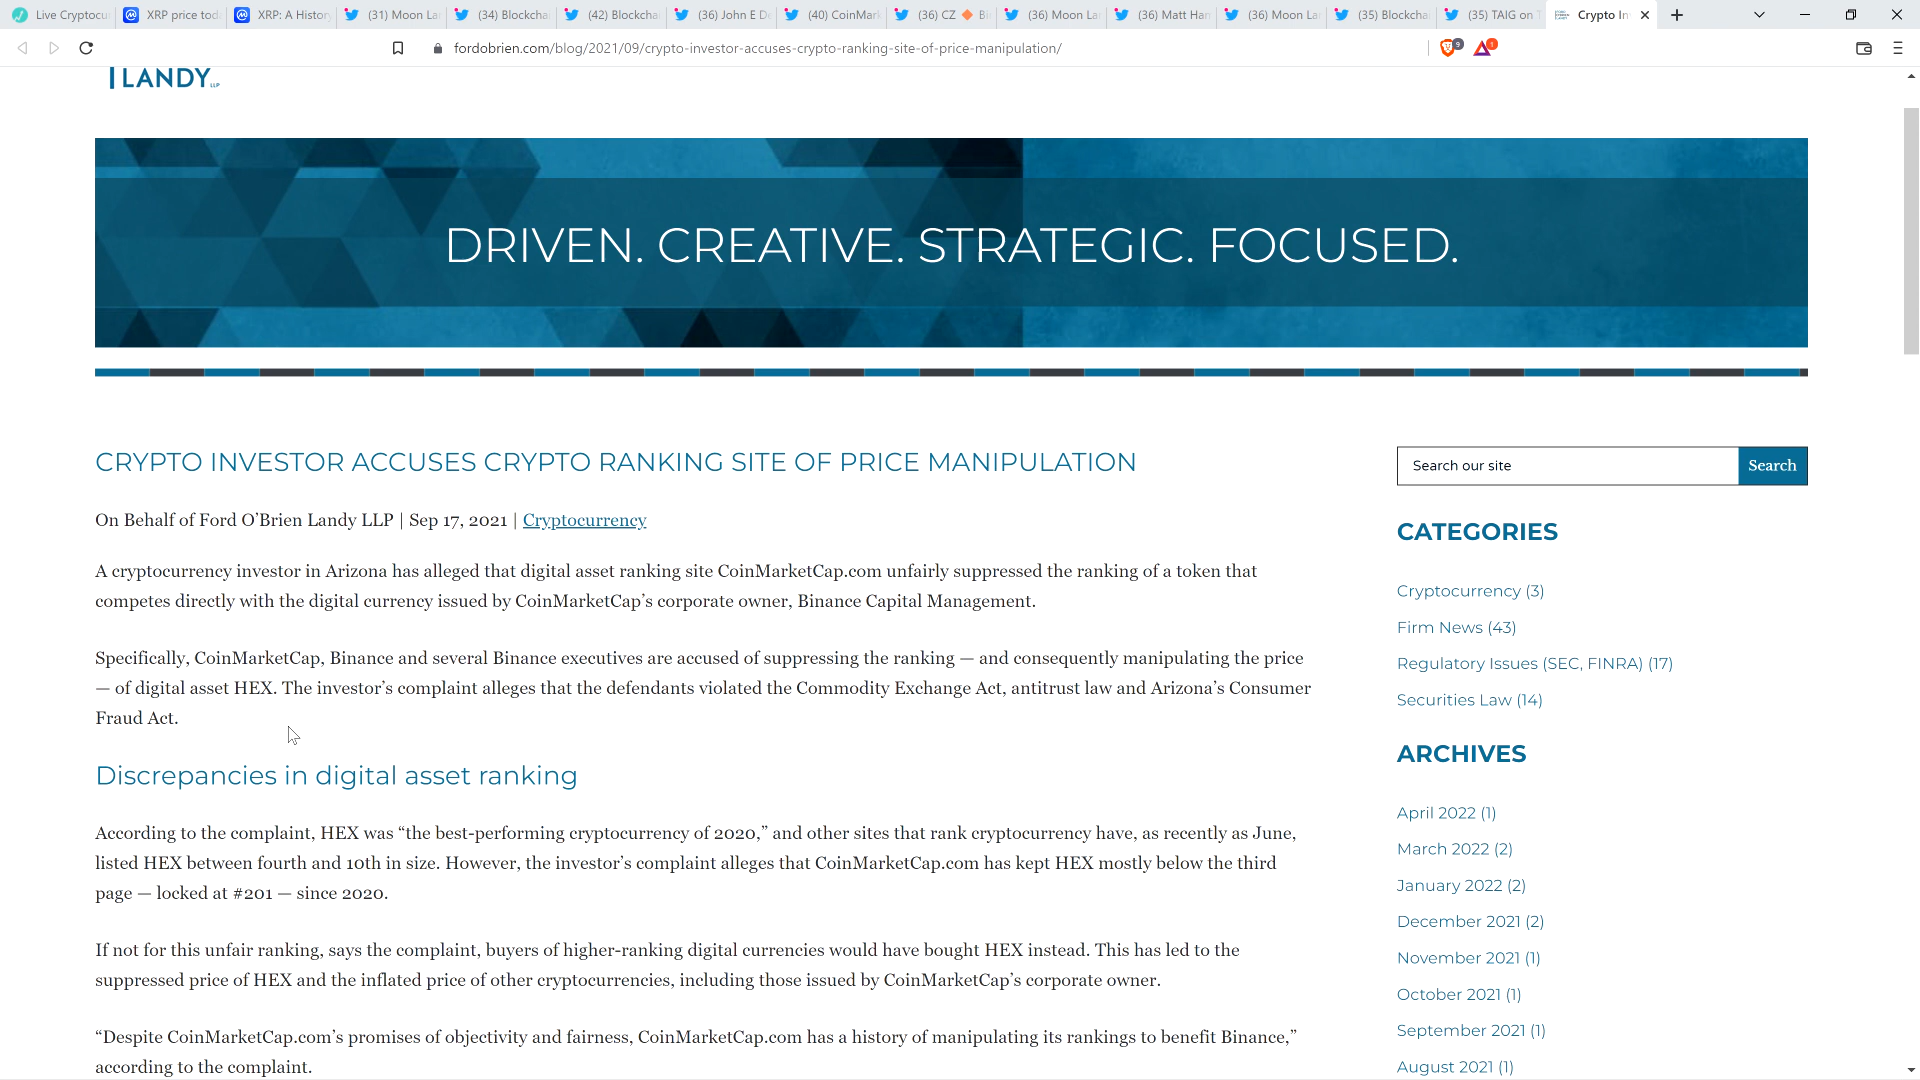 Live Cryptocu
XRP price tod
XRP: A Histor
(31) Moon La
(34) Blockcha
(42) Blockcha
(36) John E D
(40) CoinMark
(36) CZ 🔶 Bi
(36) Moon La
(36) Matt Ham
(36) Moon La
(35) Blockcha
(35) TAIG on T
Crypto In
fordobrien.com/blog/2021/09/crypto-investor-accuses-crypto-ranking-site-of-price-manipulation/
9
1
LANDY LLP
DRIVEN. CREATIVE. STRATEGIC. FOCUSED.
CRYPTO INVESTOR ACCUSES CRYPTO RANKING SITE OF PRICE MANIPULATION
On Behalf of Ford O’Brien Landy LLP | Sep 17, 2021 | Cryptocurrency
A cryptocurrency investor in Arizona has alleged that digital asset ranking site CoinMarketCap.com unfairly suppressed the ranking of a token that
competes directly with the digital currency issued by CoinMarketCap’s corporate owner, Binance Capital Management.
Specifically, CoinMarketCap, Binance and several Binance executives are accused of suppressing the ranking — and consequently manipulating the price
— of digital asset HEX. The investor’s complaint alleges that the defendants violated the Commodity Exchange Act, antitrust law and Arizona’s Consumer
Fraud Act.
Discrepancies in digital asset ranking
According to the complaint, HEX was “the best-performing cryptocurrency of 2020,” and other sites that rank cryptocurrency have, as recently as June,
listed HEX between fourth and 10th in size. However, the investor’s complaint alleges that CoinMarketCap.com has kept HEX mostly below the third
page — locked at #201 — since 2020.
If not for this unfair ranking, says the complaint, buyers of higher-ranking digital currencies would have bought HEX instead. This has led to the
suppressed price of HEX and the inflated price of other cryptocurrencies, including those issued by CoinMarketCap’s corporate owner.
“Despite CoinMarketCap.com’s promises of objectivity and fairness, CoinMarketCap.com has a history of manipulating its rankings to benefit Binance,”
according to the complaint.
Search our site
Search
CATEGORIES
Cryptocurrency (3)
Firm News (43)
Regulatory Issues (SEC, FINRA) (17)
Securities Law (14)
ARCHIVES
April 2022 (1)
March 2022 (2)
January 2022 (2)
December 2021 (2)
November 2021 (1)
October 2021 (1)
September 2021 (1)
August 2021 (1)